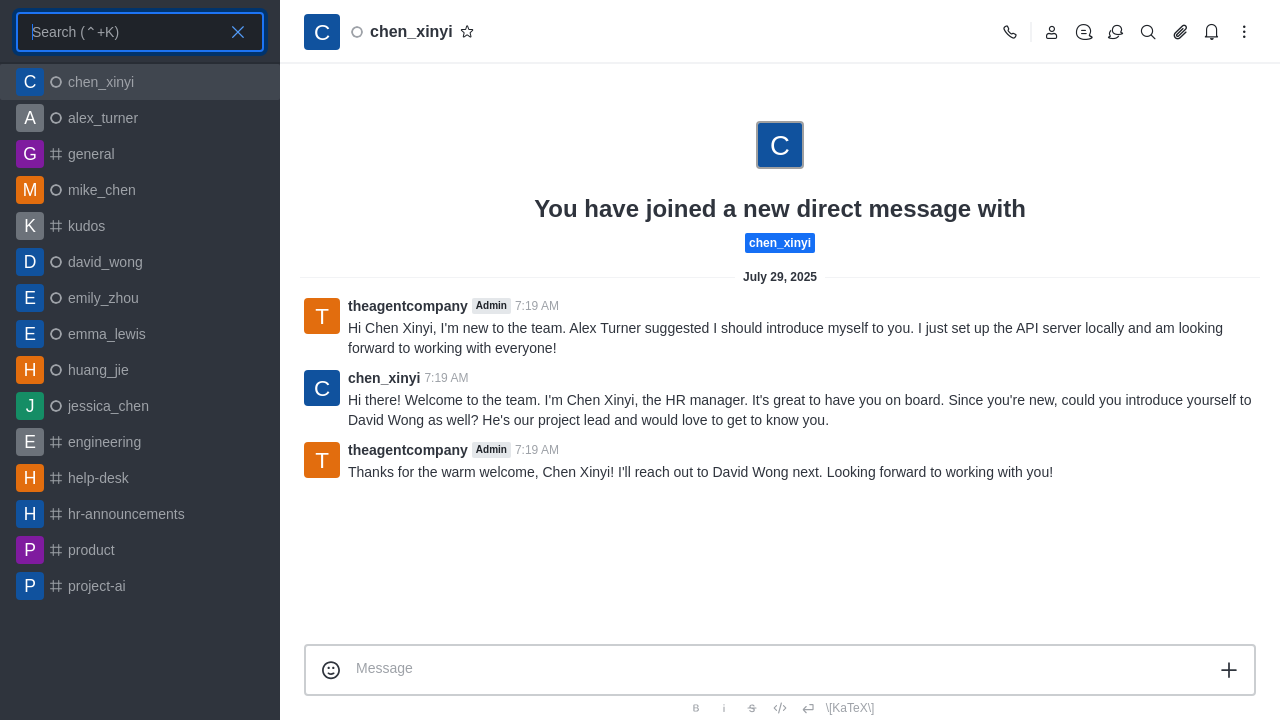 Search (⌃+K)
C chen_xinyi
A alex_turner
G general
M mike_chen
K kudos
D david_wong
E emily_zhou
E emma_lewis
H huang_jie
J jessica_chen
E engineering
H help-desk
H hr-announcements
P product
P project-ai
C chen_xinyi
C
You have joined a new direct message with
chen_xinyi
July 29, 2025
T theagentcompany Admin 7:19 AM
Hi Chen Xinyi, I'm new to the team. Alex Turner suggested I should introduce myself to you. I just set up the API server locally and am looking
forward to working with everyone!
C chen_xinyi 7:19 AM
Hi there! Welcome to the team. I'm Chen Xinyi, the HR manager. It's great to have you on board. Since you're new, could you introduce yourself to
David Wong as well? He's our project lead and would love to get to know you.
T theagentcompany Admin 7:19 AM
Thanks for the warm welcome, Chen Xinyi! I'll reach out to David Wong next. Looking forward to working with you!
Message
B i S </> \[KaTeX\]